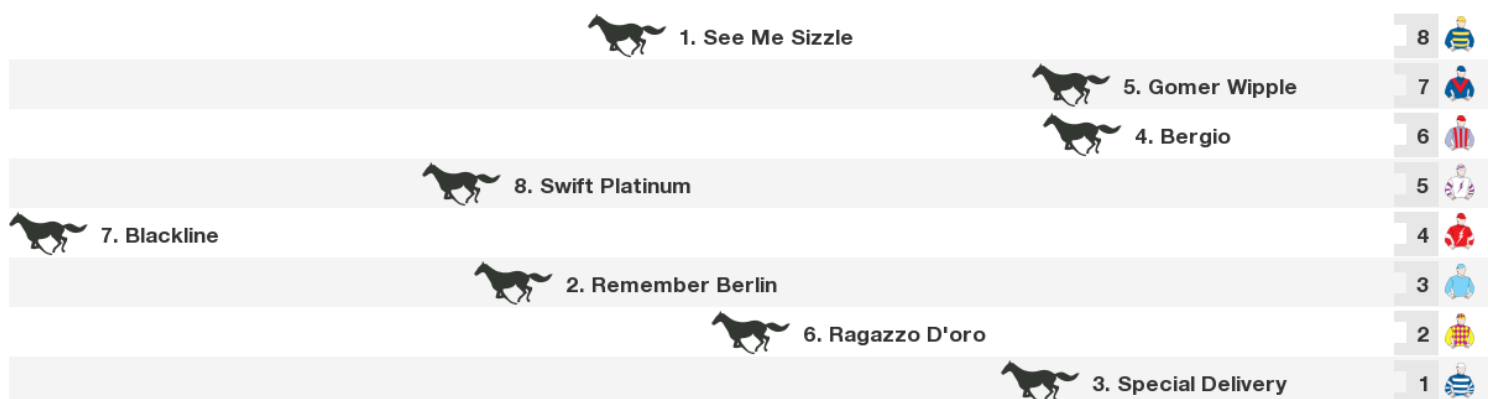 1. See Me Sizzle 8
5. Gomer Wipple 7
4. Bergio 6
8. Swift Platinum 5
7. Blackline 4
2. Remember Berlin 3
6. Ragazzo D'oro 2
3. Special Delivery 1